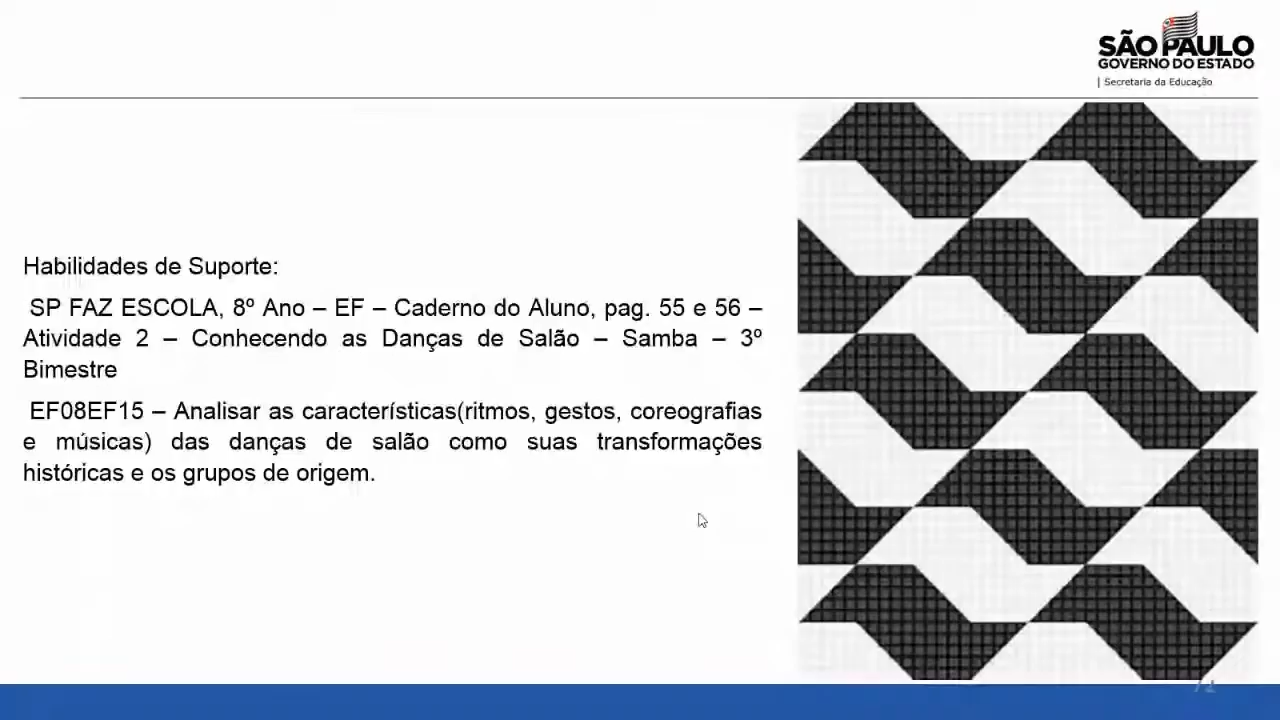 SÃO PAULO
GOVERNO DO ESTADO
| Secretaria da Educação
Habilidades de Suporte:
SP FAZ ESCOLA, 8º Ano – EF – Caderno do Aluno, pag. 55 e 56 –
Atividade 2 – Conhecendo as Danças de Salão – Samba – 3º
Bimestre
EF08EF15 – Analisar as características(ritmos, gestos, coreografias
e músicas) das danças de salão como suas transformações
históricas e os grupos de origem.